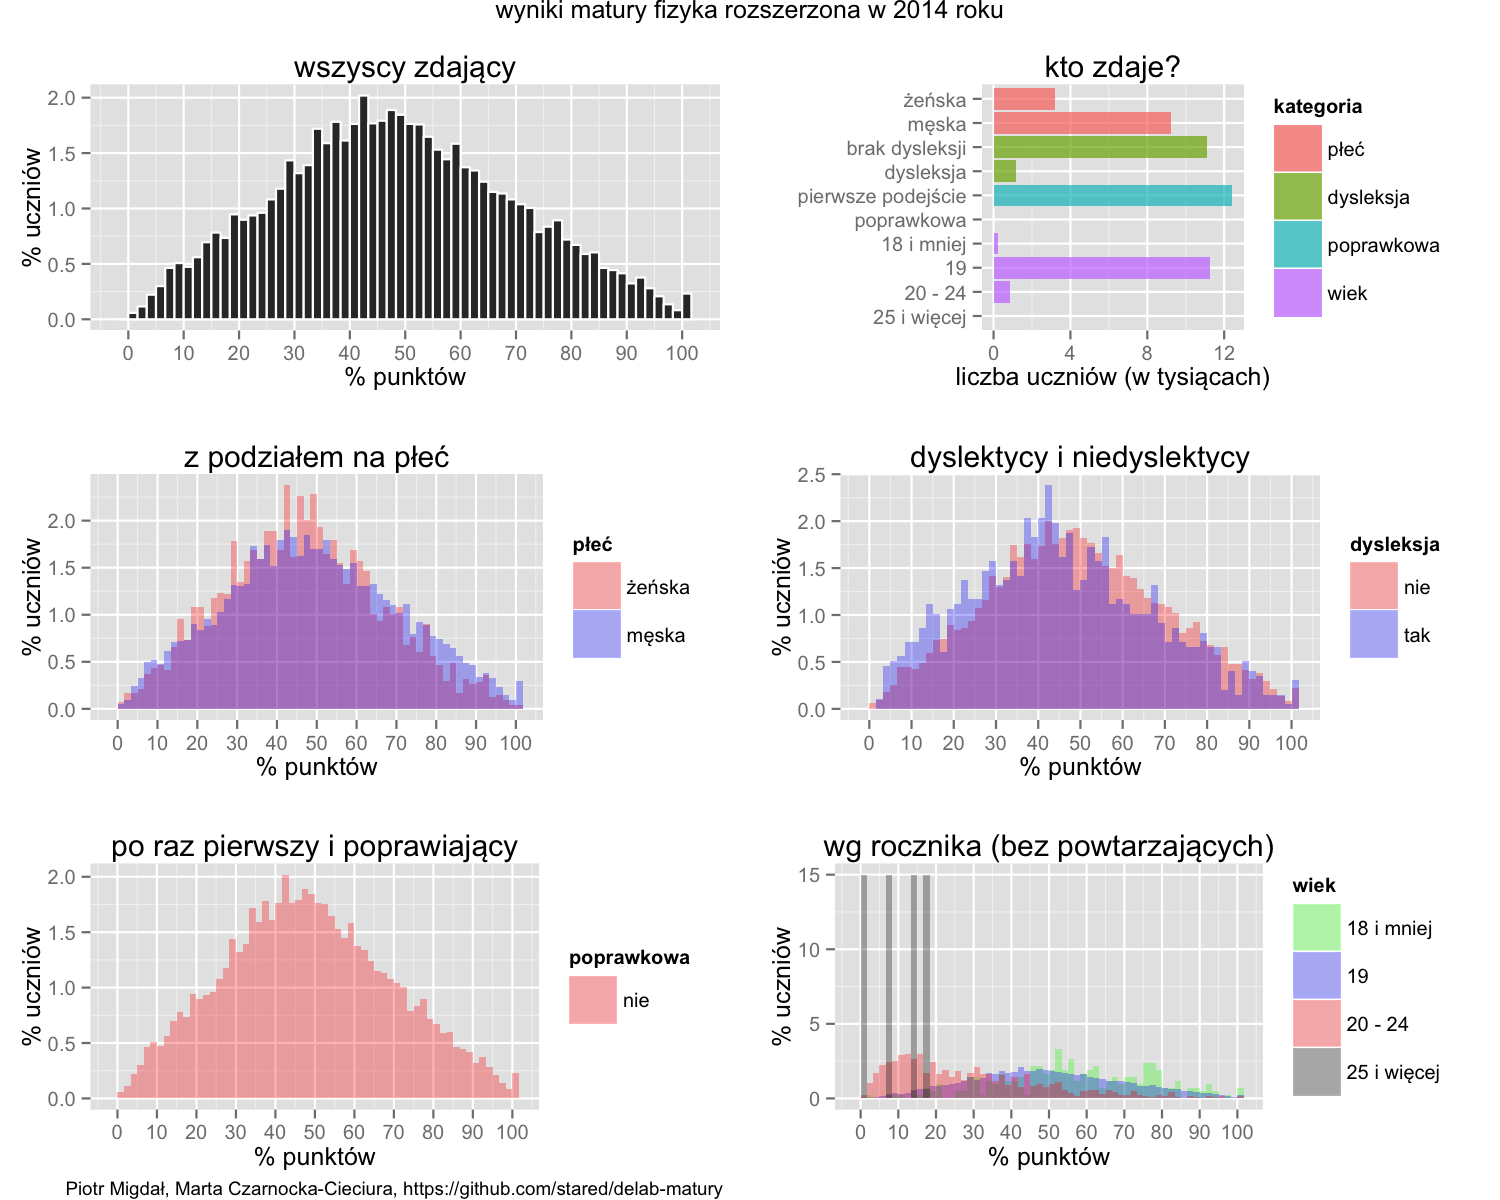 wyniki matury fizyka rozszerzona w 2014 roku
wszyscy zdający
% uczniów
2.0
1.5
1.0
0.5
0.0
0 10 20 30 40 50 60 70 80 90 100
% punktów
kto zdaje?
żeńska
męska
brak dysleksji
dysleksja
pierwsze podejście
poprawkowa
18 i mniej
19
20 - 24
25 i więcej
0 4 8 12
liczba uczniów (w tysiącach)
kategoria
płeć
dysleksja
poprawkowa
wiek
z podziałem na płeć
% uczniów
2.0
1.5
1.0
0.5
0.0
0 10 20 30 40 50 60 70 80 90 100
% punktów
płeć
żeńska
męska
dyslektycy i niedyslektycy
% uczniów
2.5
2.0
1.5
1.0
0.5
0.0
0 10 20 30 40 50 60 70 80 90 100
% punktów
dysleksja
nie
tak
po raz pierwszy i poprawiający
% uczniów
2.0
1.5
1.0
0.5
0.0
0 10 20 30 40 50 60 70 80 90 100
% punktów
poprawkowa
nie
wg rocznika (bez powtarzających)
% uczniów
15
10
5
0
0 10 20 30 40 50 60 70 80 90 100
% punktów
wiek
18 i mniej
19
20 - 24
25 i więcej
Piotr Migdał, Marta Czarnocka-Cieciura, https://github.com/stared/delab-matury